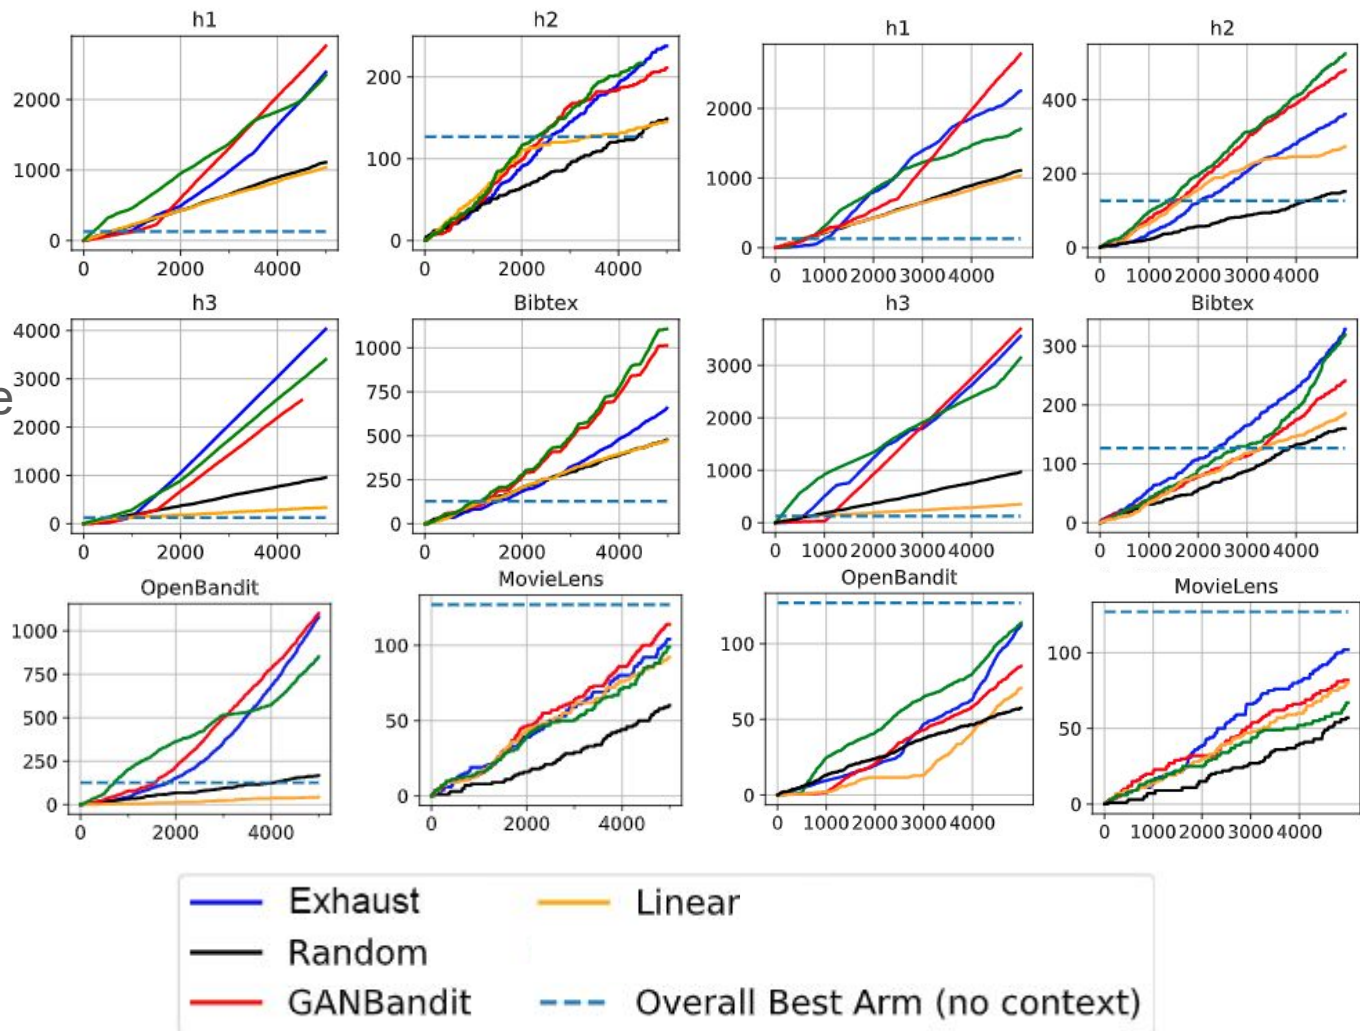 h1 h2 h1 h2
2000 200 2000 400
1000 100 1000 200
0 0 0 0
0 2000 4000 0 2000 4000 0 1000 2000 3000 4000 0 1000 2000 3000 4000
h3 Bibtex h3 Bibtex
4000 1000 3000 300
3000 750 2000 200
e
2000 500 1000 100
1000 250
0 0 0 0
0 2000 4000 0 2000 4000 0 1000 2000 3000 4000 0 1000 2000 3000 4000
OpenBandit MovieLens OpenBandit MovieLens
1000 100 100 100
750
500 50 50 50
250
0 0 0 0
0 2000 4000 0 2000 4000 0 1000 2000 3000 4000 0 1000 2000 3000 4000
Exhaust Linear
Random
GANBandit Overall Best Arm (no context)